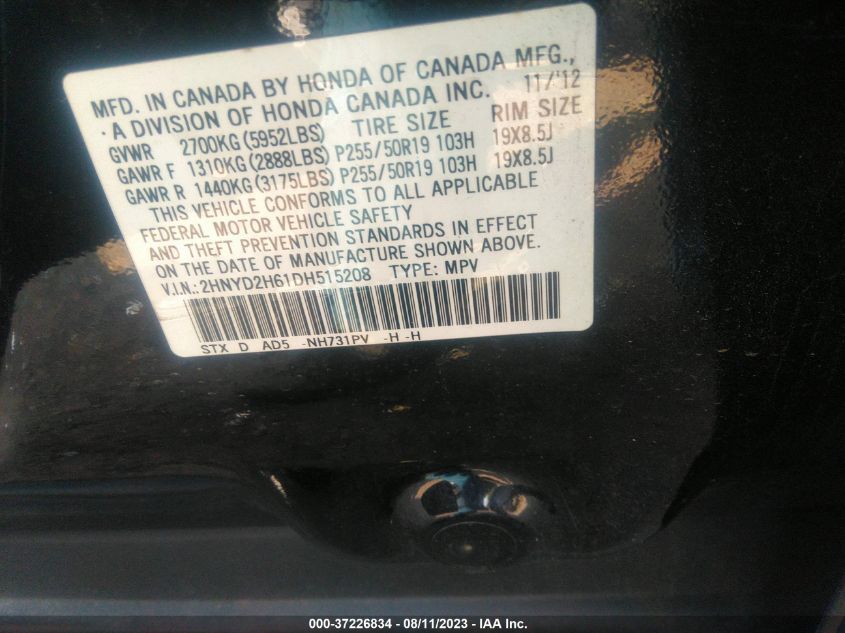 MFD. IN CANADA BY HONDA OF CANADA MFG.,
·A DIVISION OF HONDA CANADA INC. 11/'12
TIRE SIZE RIM SIZE
GVWR 2700KG(5952LBS)
GAWR F 1310KG(2888LBS) P255/50R19 103H 19X8.5J
GAWR R 1440KG(3175LBS) P255/50R19 103H 19X8.5J
THIS VEHICLE CONFORMS TO ALL APPLICABLE
FEDERAL MOTOR VEHICLE SAFETY
AND THEFT PREVENTION STANDARDS IN EFFECT
ON THE DATE OF MANUFACTURE SHOWN ABOVE.
V.I.N.:2HNYD2H61DH515208 TYPE: MPV
STX D AD5 -NH731PV -H -H
000-37226834 - 08/11/2023 - IAA Inc.